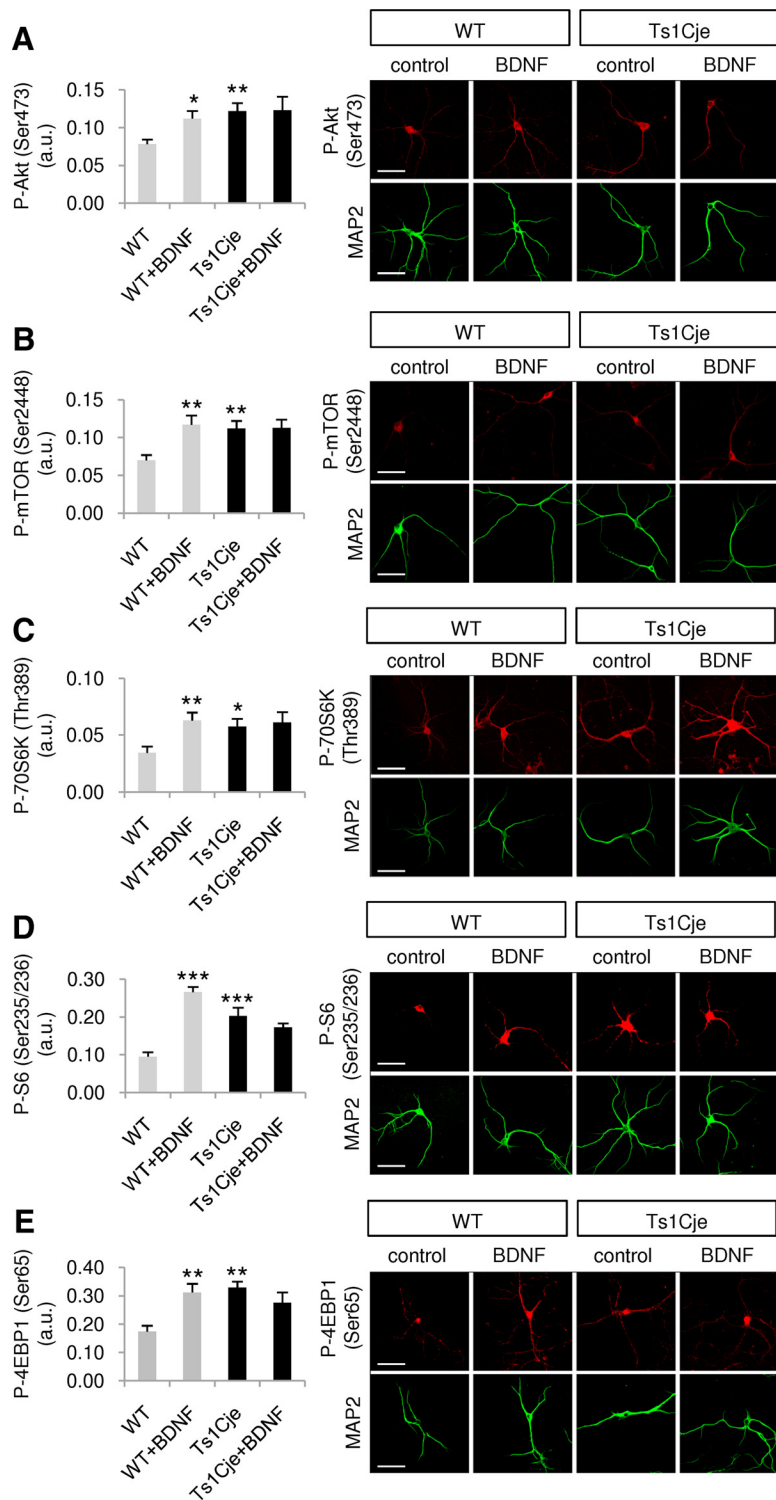 A
WT
Ts1Cje
control
BDNF
control
BDNF
P-Akt (Ser473)
(a.u.)
0.15
0.10
0.05
0.00
*
**
WT
WT+BDNF
Ts1Cje
Ts1Cje+BDNF
P-Akt
(Ser473)
MAP2
B
WT
Ts1Cje
control
BDNF
control
BDNF
P-mTOR (Ser2448)
(a.u.)
0.15
0.10
0.05
0.00
**
**
WT
WT+BDNF
Ts1Cje
Ts1Cje+BDNF
P-mTOR
(Ser2448)
MAP2
C
WT
Ts1Cje
control
BDNF
control
BDNF
P-70S6K (Thr389)
(a.u.)
0.10
0.05
0.00
**
*
WT
WT+BDNF
Ts1Cje
Ts1Cje+BDNF
P-70S6K
(Thr389)
MAP2
D
WT
Ts1Cje
control
BDNF
control
BDNF
P-S6 (Ser235/236)
(a.u.)
0.30
0.20
0.10
0.00
***
***
WT
WT+BDNF
Ts1Cje
Ts1Cje+BDNF
P-S6
(Ser235/236)
MAP2
E
WT
Ts1Cje
control
BDNF
control
BDNF
P-4EBP1 (Ser65)
(a.u.)
0.40
0.30
0.20
0.10
0.00
**
**
WT
WT+BDNF
Ts1Cje
Ts1Cje+BDNF
P-4EBP1
(Ser65)
MAP2